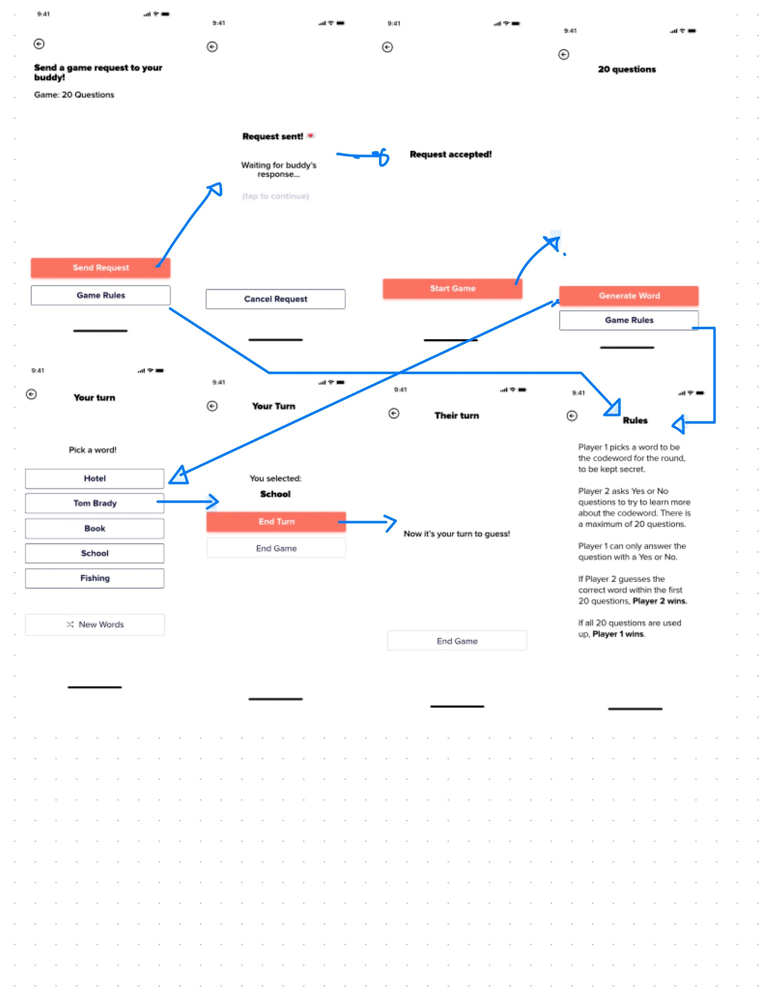 9:41
Send a game request to your
buddy!
Game: 20 Questions
Send Request
Game Rules
9:41
Request sent! 💌
Waiting for buddy's
response...
(tap to continue)
Cancel Request
9:41
Request accepted!
Start Game
9:41
20 questions
Generate Word
Game Rules
9:41
Your turn
Pick a word!
Hotel
Tom Brady
Book
School
Fishing
New Words
9:41
Your Turn
You selected:
School
End Turn
End Game
9:41
Their turn
Now it's your turn to guess!
End Game
9:41
Rules
Player 1 picks a word to be
the codeword for the round,
to be kept secret.
Player 2 asks Yes or No
questions to try to learn more
about the codeword. There is
a maximum of 20 questions.
Player 1 can only answer the
question with a Yes or No.
If Player 2 guesses the
correct word within the first
20 questions, Player 2 wins.
If all 20 questions are used
up, Player 1 wins.